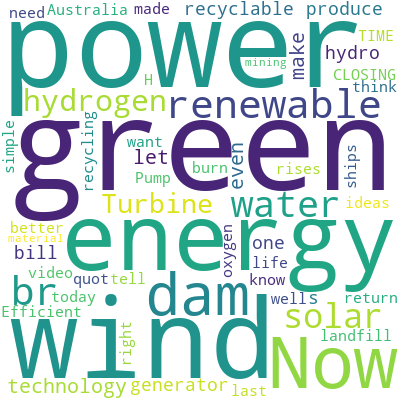 need Australia made recyclable produce
power make TIME
hydro
H mining CLOSING
hydrogen renewable think
green
simple recycling want let burn even rises ships
Pump
Turbine water ideas
better energy oxygen one
material life
bill know
video quot tell dam wells return
br today solar
Efficient landfill
wind right Now
technology generator last